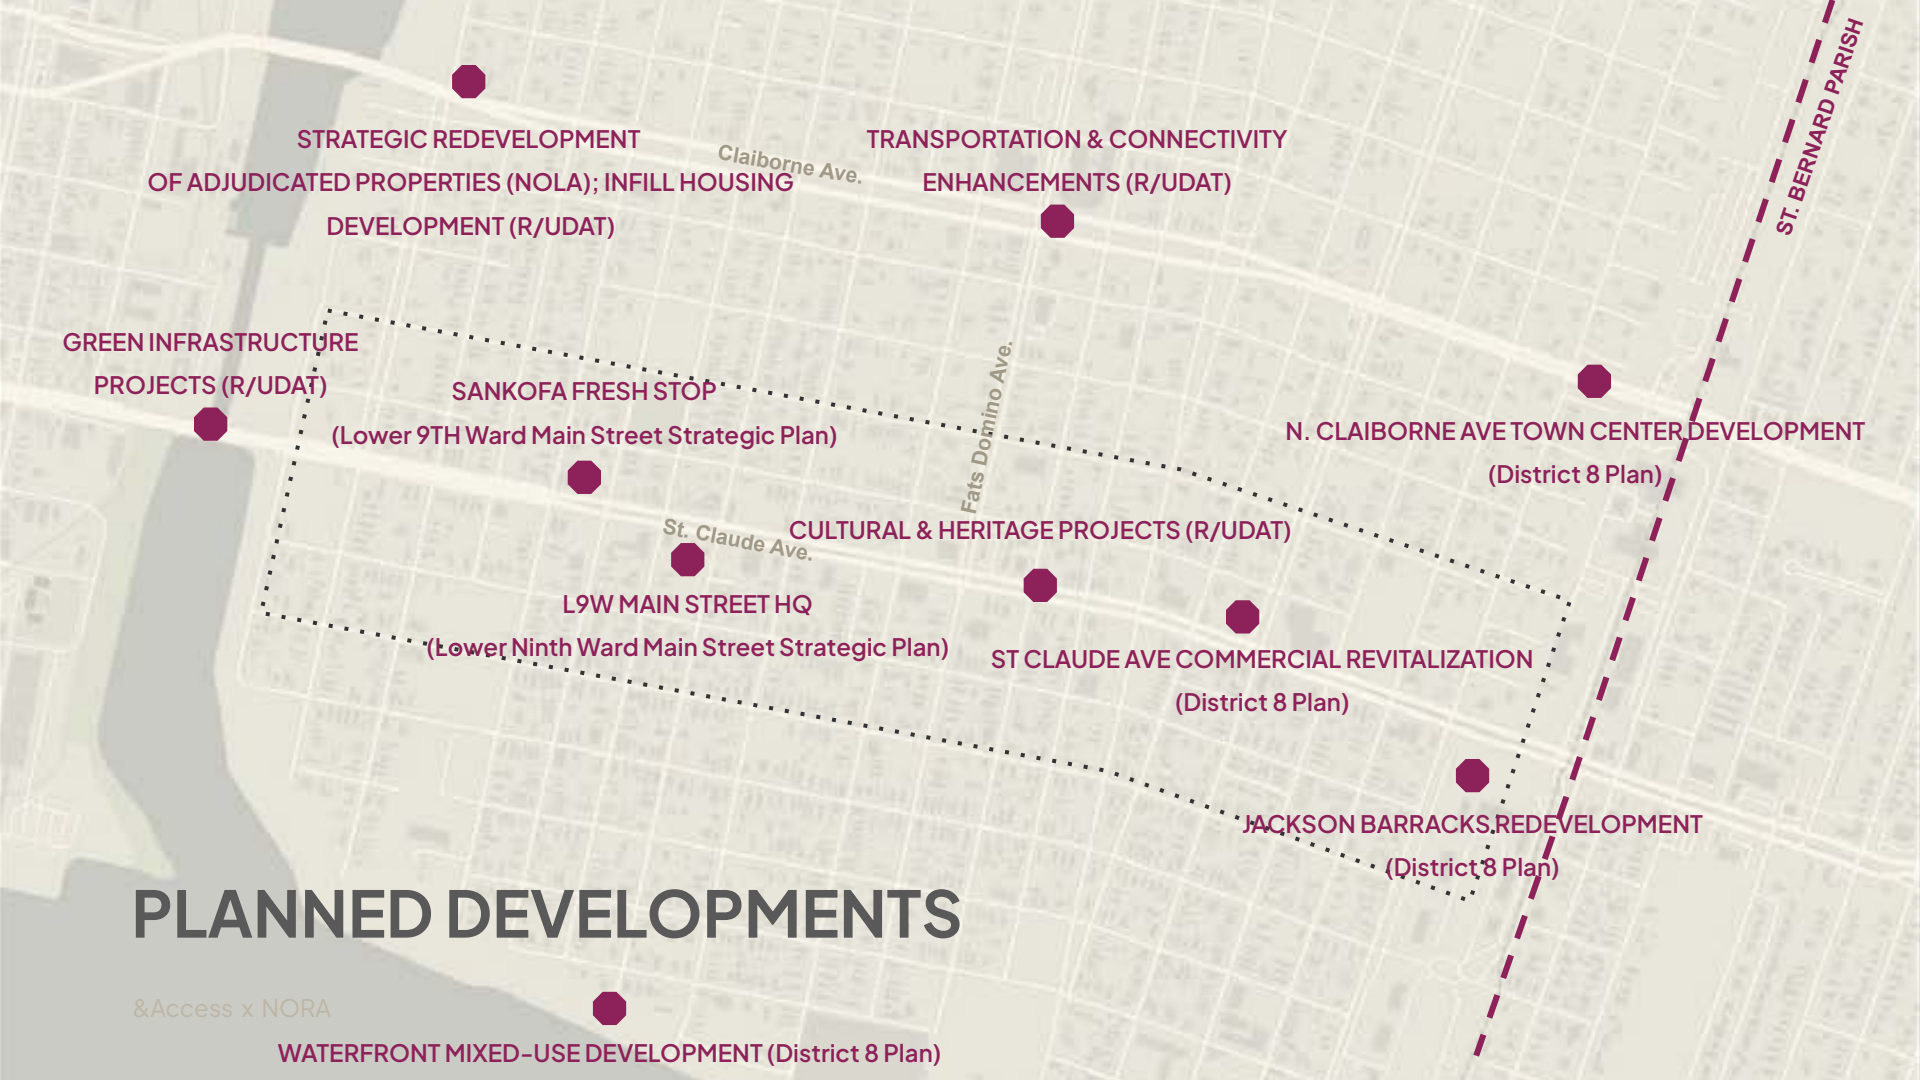 ST. BERNARD PARISH
STRATEGIC REDEVELOPMENT
OF ADJUDICATED PROPERTIES (NOLA); INFILL HOUSING
DEVELOPMENT (R/UDAT)
Claiborne Ave.
TRANSPORTATION & CONNECTIVITY
ENHANCEMENTS (R/UDAT)
GREEN INFRASTRUCTURE
PROJECTS (R/UDAT)
SANKOFA FRESH STOP
(Lower 9TH Ward Main Street Strategic Plan)
Fats Domino Ave.
N. CLAIBORNE AVE TOWN CENTER DEVELOPMENT
(District 8 Plan)
St. Claude Ave.
CULTURAL & HERITAGE PROJECTS (R/UDAT)
L9W MAIN STREET HQ
(Lower Ninth Ward Main Street Strategic Plan)
ST CLAUDE AVE COMMERCIAL REVITALIZATION
(District 8 Plan)
JACKSON BARRACKS REDEVELOPMENT
(District 8 Plan)
PLANNED DEVELOPMENTS
&Access x NORA
WATERFRONT MIXED-USE DEVELOPMENT (District 8 Plan)